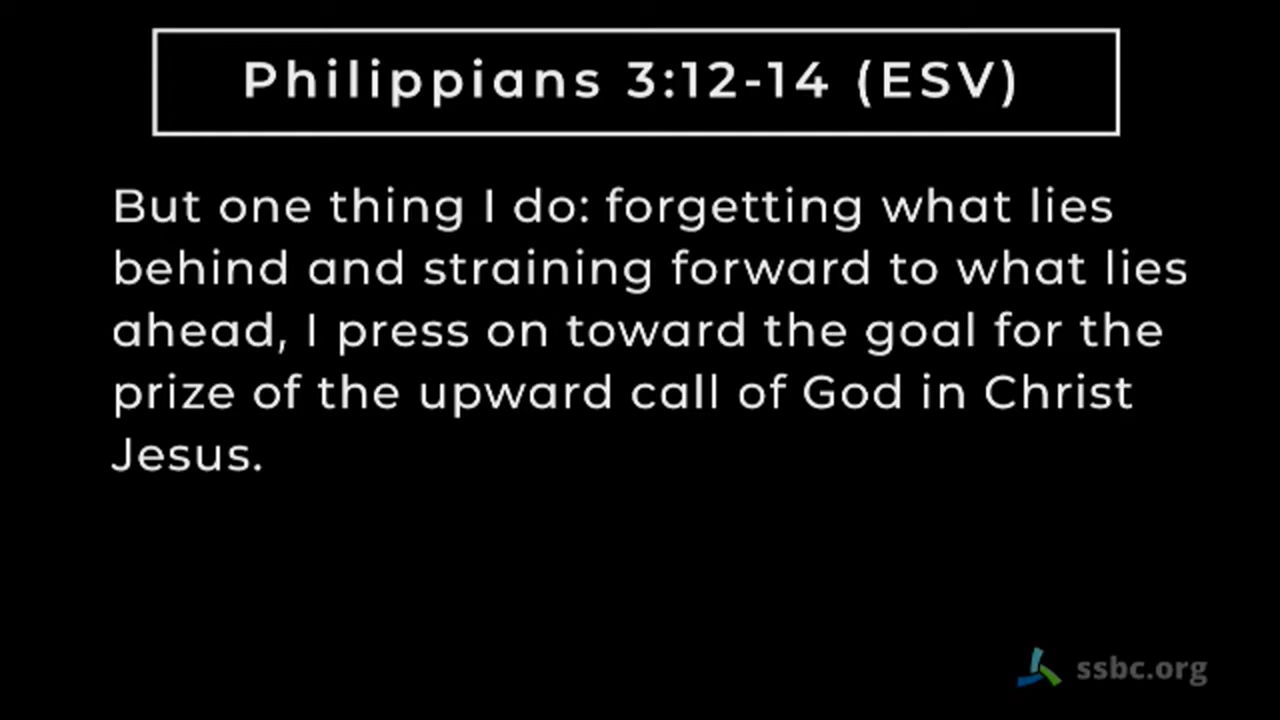 Philippians 3:12-14 (ESV)
But one thing I do: forgetting what lies
behind and straining forward to what lies
ahead, I press on toward the goal for the
prize of the upward call of God in Christ
Jesus.
ssbc.org